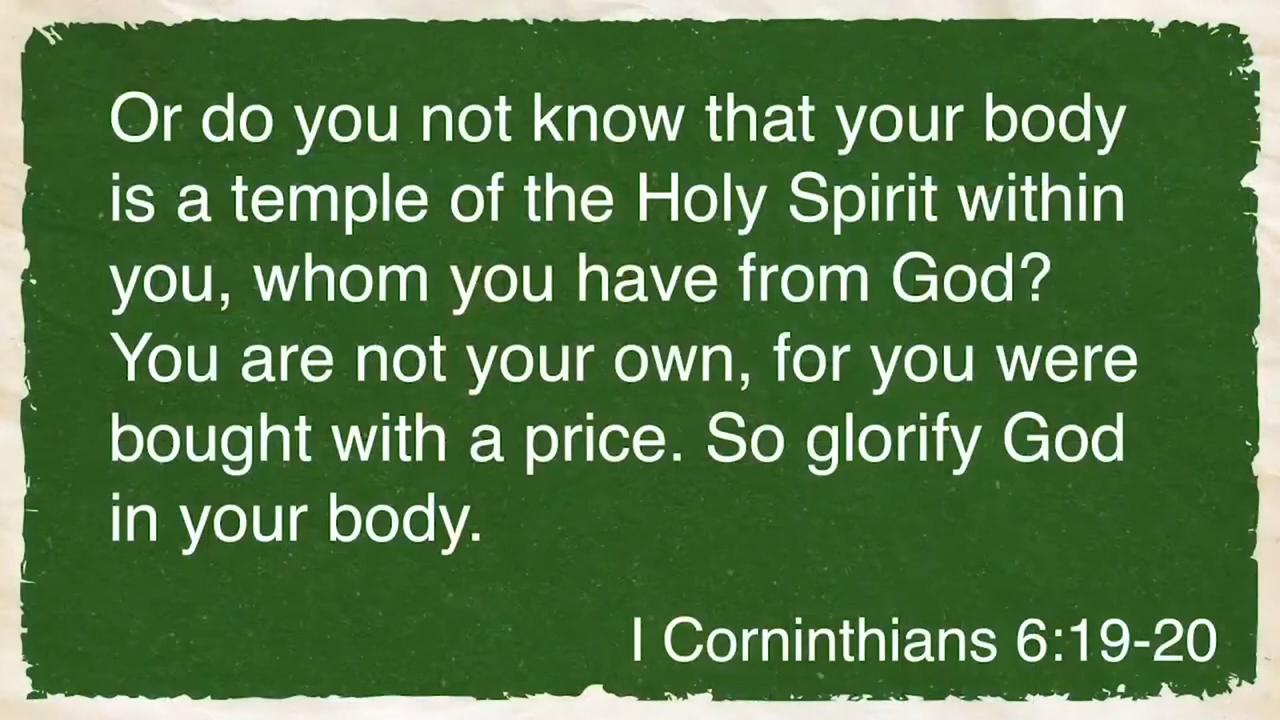 Or do you not know that your body
is a temple of the Holy Spirit within
you, whom you have from God?
You are not your own, for you were
bought with a price. So glorify God
in your body.
I Corninthians 6:19-20